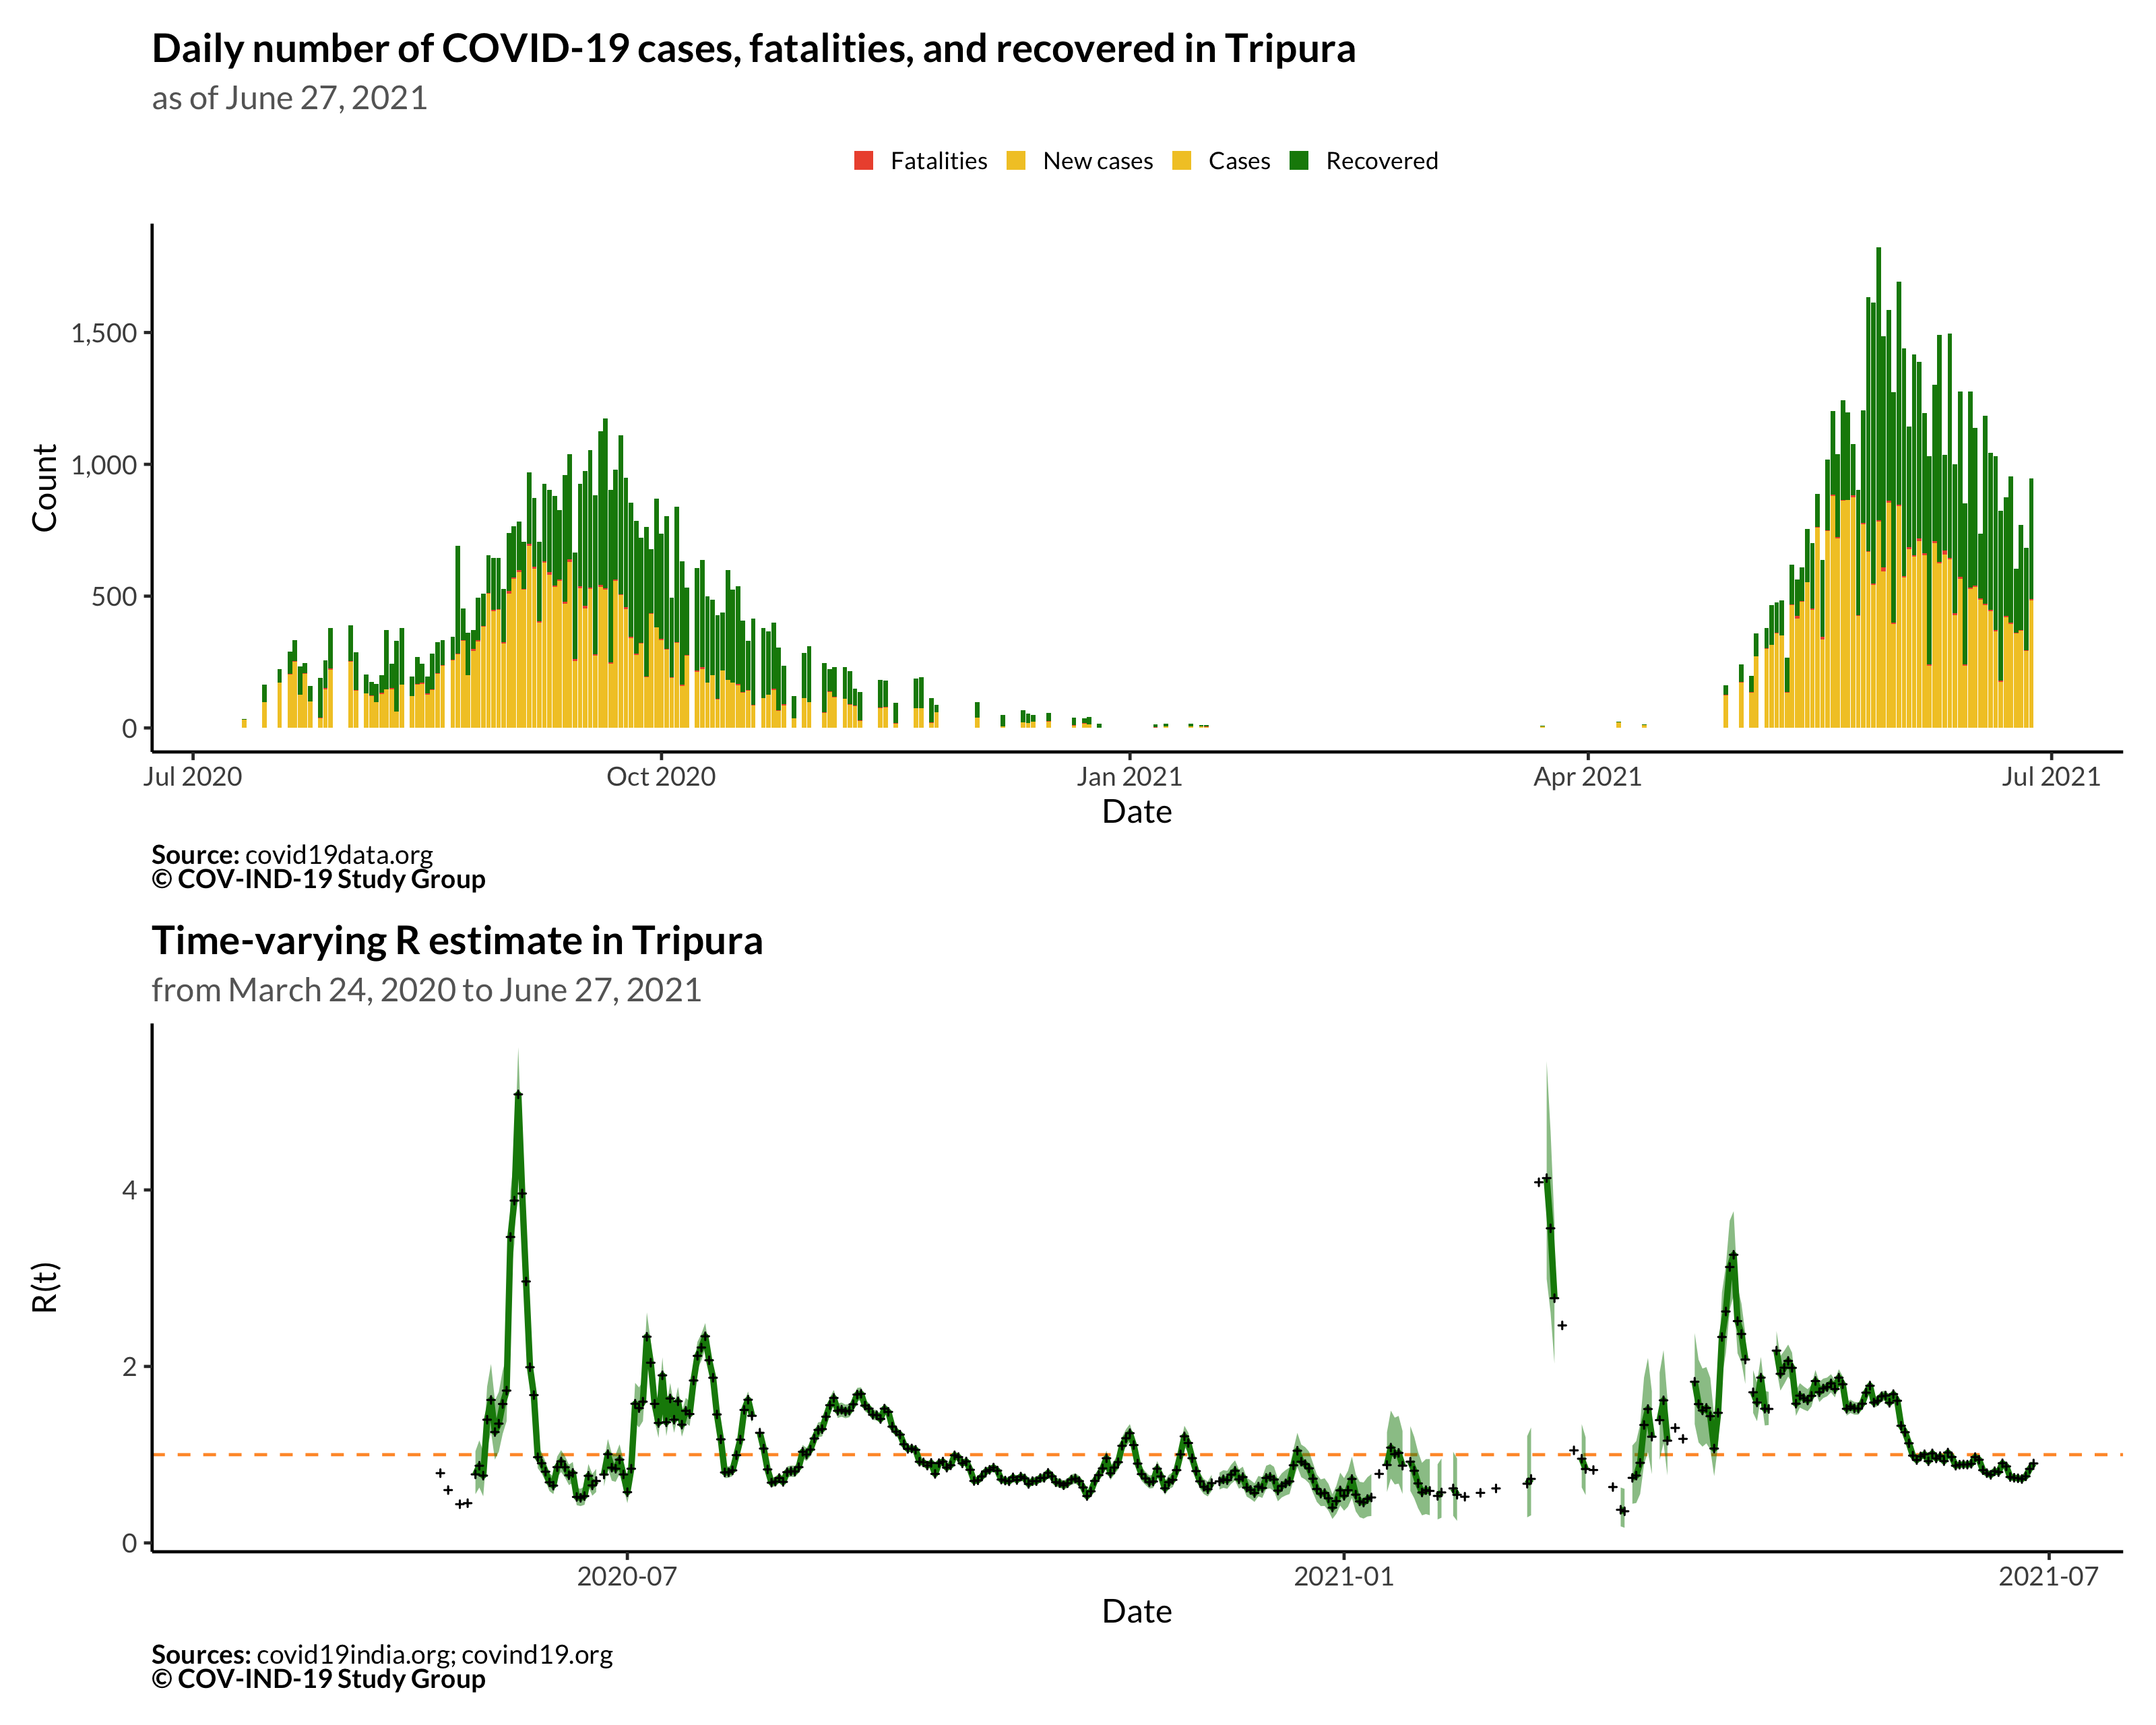 Daily number of COVID-19 cases, fatalities, and recovered in Tripura
as of June 27, 2021
Fatalities New cases Cases Recovered
1,500
1,000
500
0
Count
Jul 2020 Oct 2020 Jan 2021 Apr 2021 Jul 2021
Date
Source: covid19data.org
© COV-IND-19 Study Group
Time-varying R estimate in Tripura
from March 24, 2020 to June 27, 2021
4
2
0
R(t)
2020-07 2021-01 2021-07
Date
Sources: covid19india.org; covind19.org
© COV-IND-19 Study Group